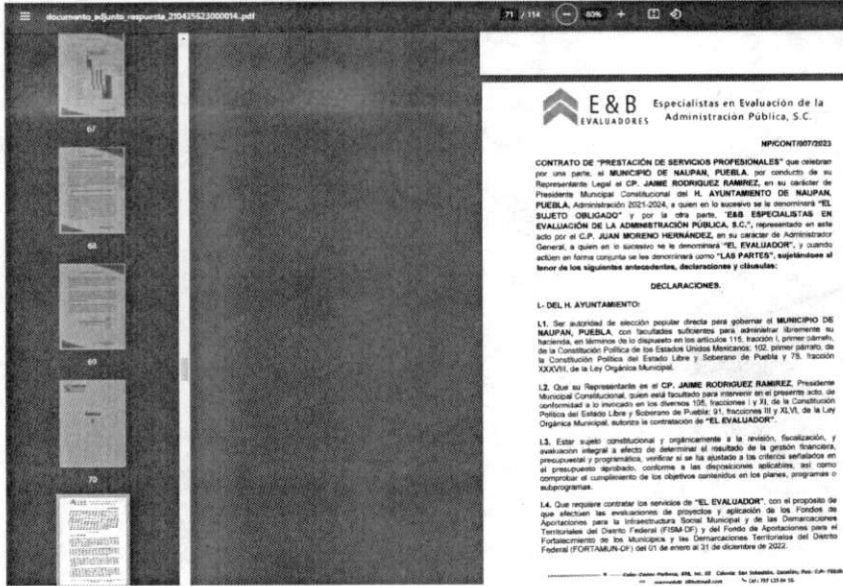 documento_adjunto_respuesta_210435623000014.pdf
71 / 114
80%
67
68
69
70
E & B
EVALUADORES
Especialistas en Evaluación de la
Administración Pública, S.C.
NP/CONT/007/2023
CONTRATO DE "PRESTACIÓN DE SERVICIOS PROFESIONALES" que celebran
por una parte, el MUNICIPIO DE NAUPAN, PUEBLA, por conducto de su
Representante Legal el CP. JAIME RODRIGUEZ RAMIREZ, en su carácter de
Presidente Municipal Constitucional del H. AYUNTAMIENTO DE NAUPAN,
PUEBLA, Administración 2021-2024, a quien en lo sucesivo se le denominará "EL
SUJETO OBLIGADO" y por la otra parte, "E&B ESPECIALISTAS EN
EVALUACIÓN DE LA ADMINISTRACIÓN PÚBLICA, S.C.", representado en este
acto por el C.P. JUAN MORENO HERNÁNDEZ, en su carácter de Administrador
General, a quien en lo sucesivo se le denominará "EL EVALUADOR", y cuando
actúen en forma conjunta se les denominará como "LAS PARTES", sujetándose al
tenor de los siguientes antecedentes, declaraciones y cláusulas:
DECLARACIONES.
I.- DEL H. AYUNTAMIENTO:
I.1. Ser autoridad de elección popular directa para gobernar el MUNICIPIO DE
NAUPAN, PUEBLA, con facultades suficientes para administrar libremente su
hacienda, en términos de lo dispuesto en los artículos 115, fracción I, primer párrafo,
de la Constitución Política de los Estados Unidos Mexicanos; 102, primer párrafo, de
la Constitución Política del Estado Libre y Soberano de Puebla y 78, fracción
XXXVIII, de la Ley Orgánica Municipal.
I.2. Que su Representante es el CP. JAIME RODRIGUEZ RAMIREZ, Presidente
Municipal Constitucional, quien está facultado para intervenir en el presente acto, de
conformidad a lo invocado en los diversos 105, fracciones I y XI, de la Constitución
Política del Estado Libre y Soberano de Puebla; 91, fracciones III y XLVI, de la Ley
Orgánica Municipal, autoriza la contratación de "EL EVALUADOR".
I.3. Estar sujeto constitucional y orgánicamente a la revisión, fiscalización, y
evaluación integral a efecto de determinar el resultado de la gestión financiera,
presupuestal y programática, verificar si se ha ajustado a los criterios señalados en
el presupuesto aprobado, conforme a las disposiciones aplicables, así como
comprobar el cumplimiento de los objetivos contenidos en los planes, programas o
subprogramas.
I.4. Que requiere contratar los servicios de "EL EVALUADOR", con el propósito de
que efectúen las evaluaciones de proyectos y aplicación de los Fondos de
Aportaciones para la Infraestructura Social Municipal y de las Demarcaciones
Territoriales del Distrito Federal (FISM-DF) y del Fondo de Aportaciones para el
Fortalecimiento de los Municipios y las Demarcaciones Territoriales del Distrito
Federal (FORTAMUN-DF) del 01 de enero al 31 de diciembre de 2022.